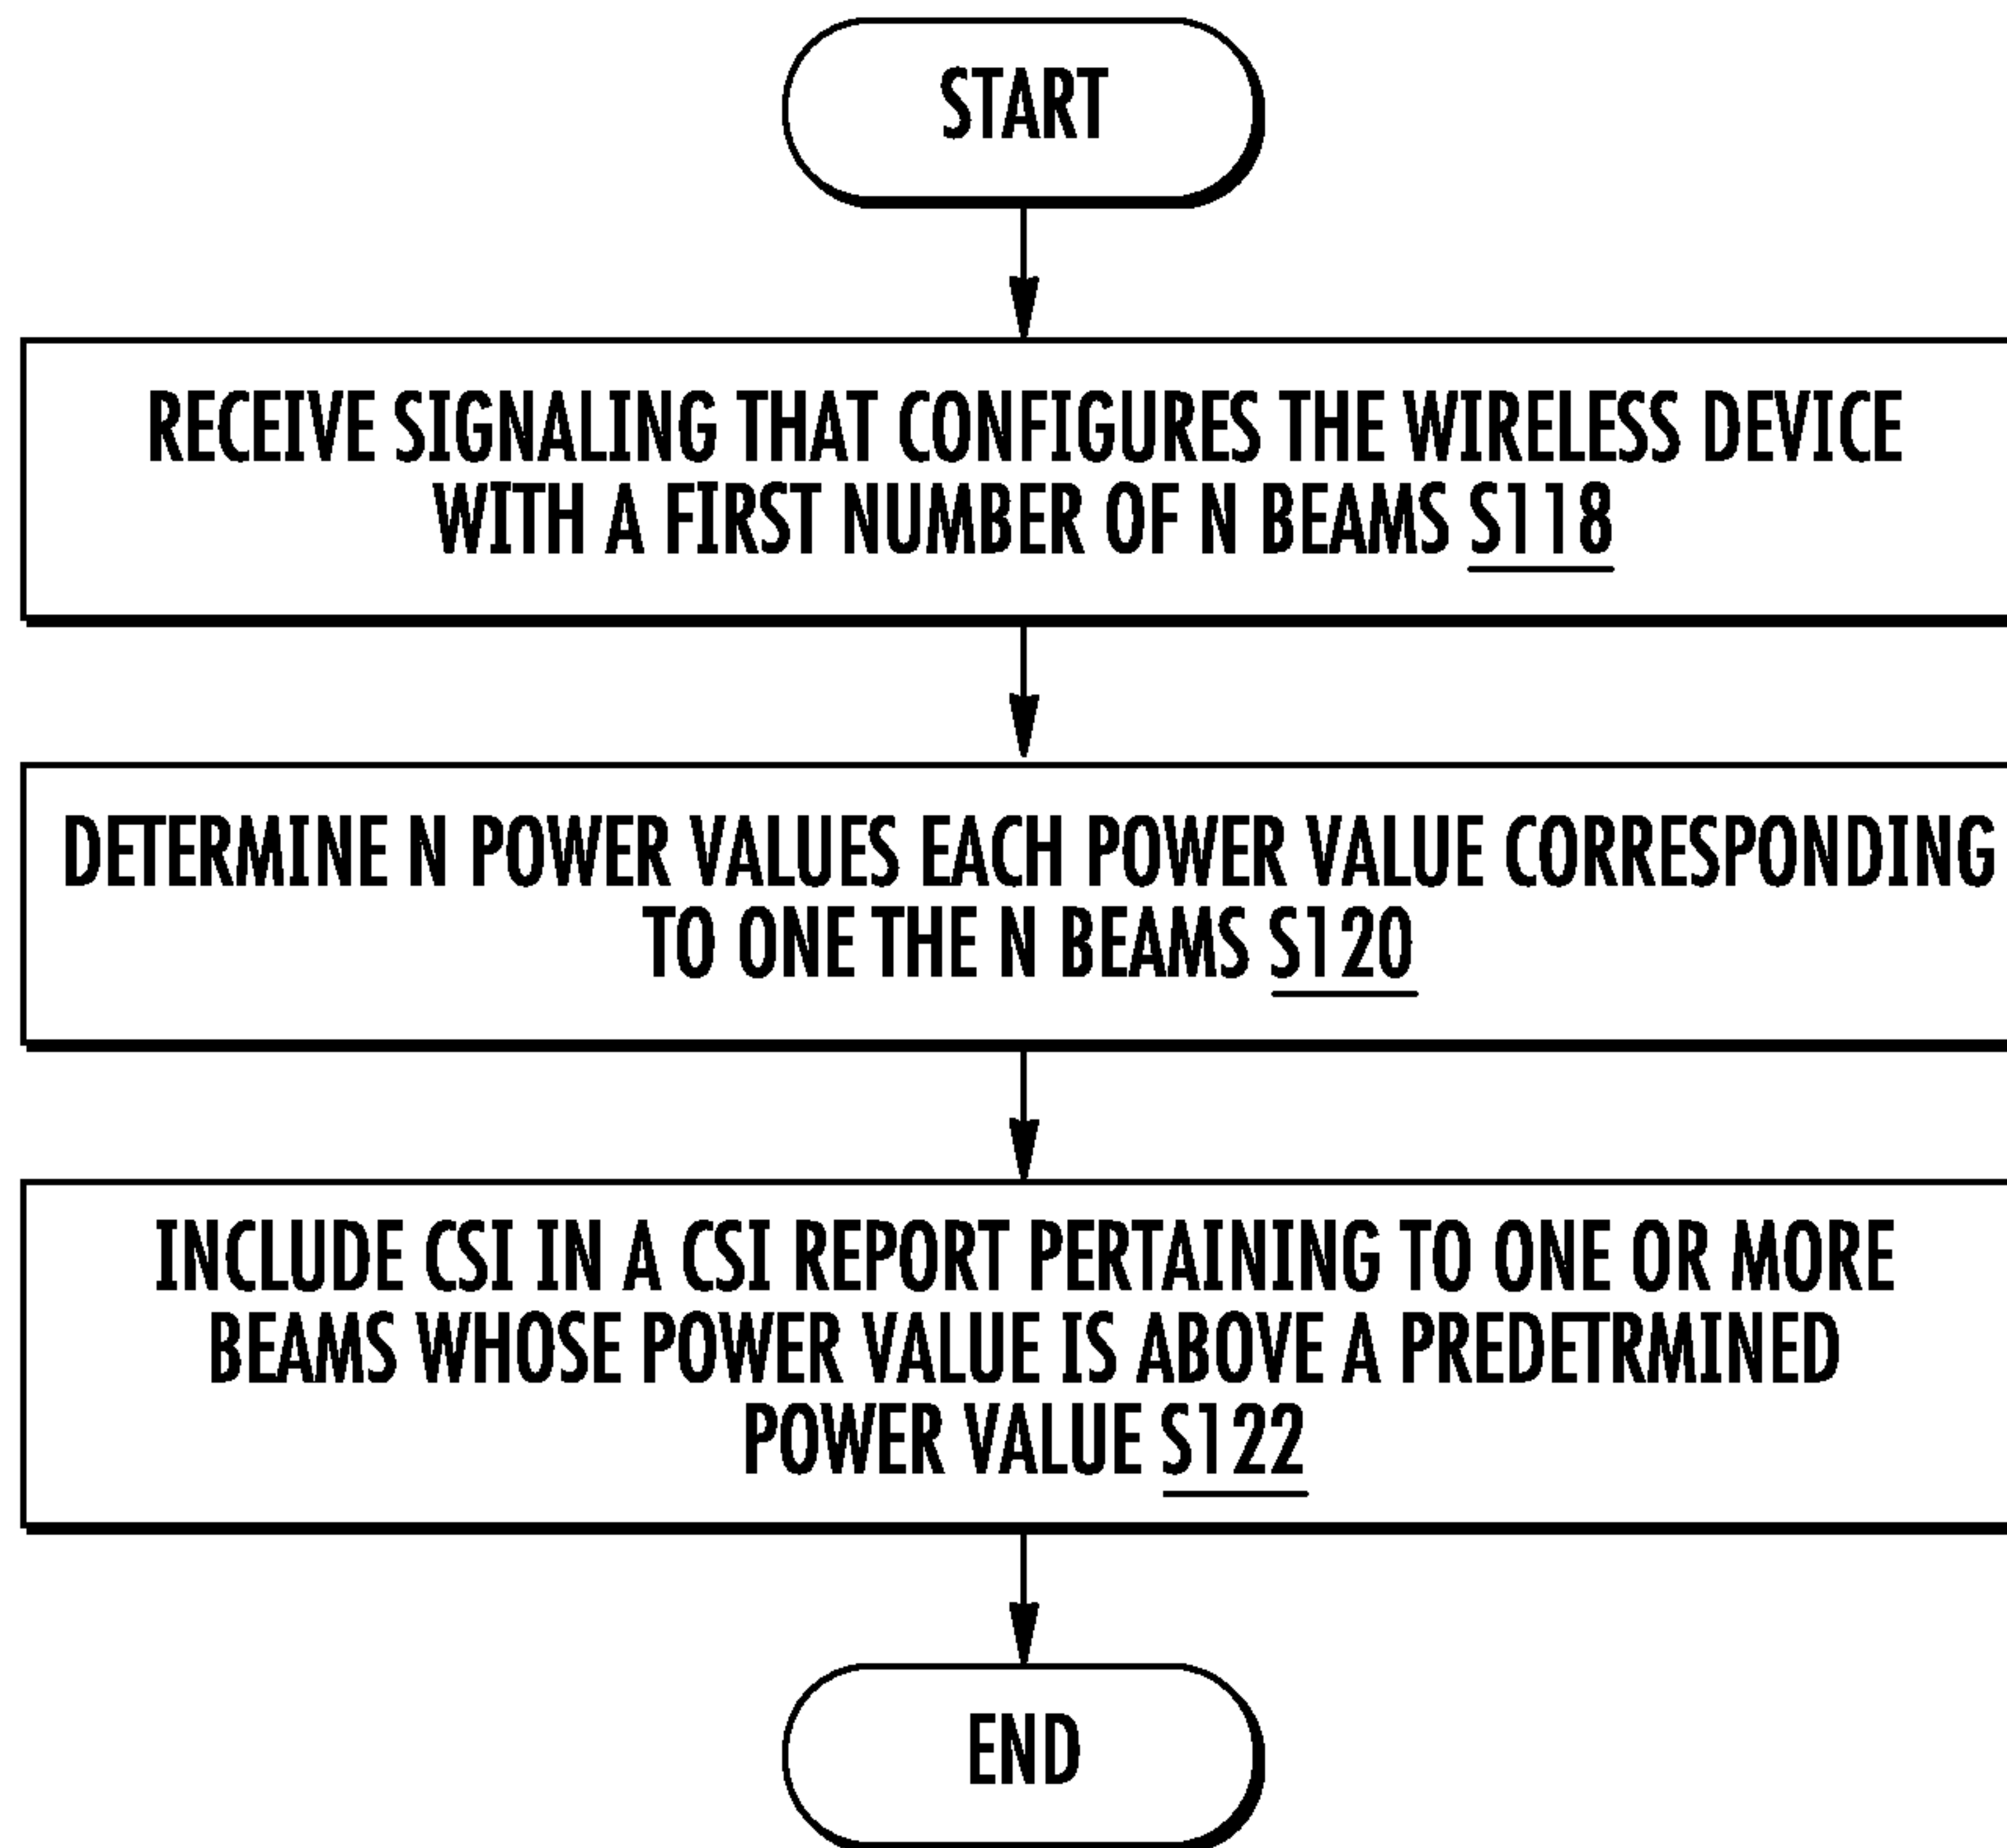 START
RECEIVE SIGNALING THAT CONFIGURES THE WIRELESS DEVICE
WITH A FIRST NUMBER OF N BEAMS S118
DETERMINE N POWER VALUES EACH POWER VALUE CORRESPONDING
TO ONE THE N BEAMS S120
INCLUDE CSI IN A CSI REPORT PERTAINING TO ONE OR MORE
BEAMS WHOSE POWER VALUE IS ABOVE A PREDETRMINED
POWER VALUE S122
END